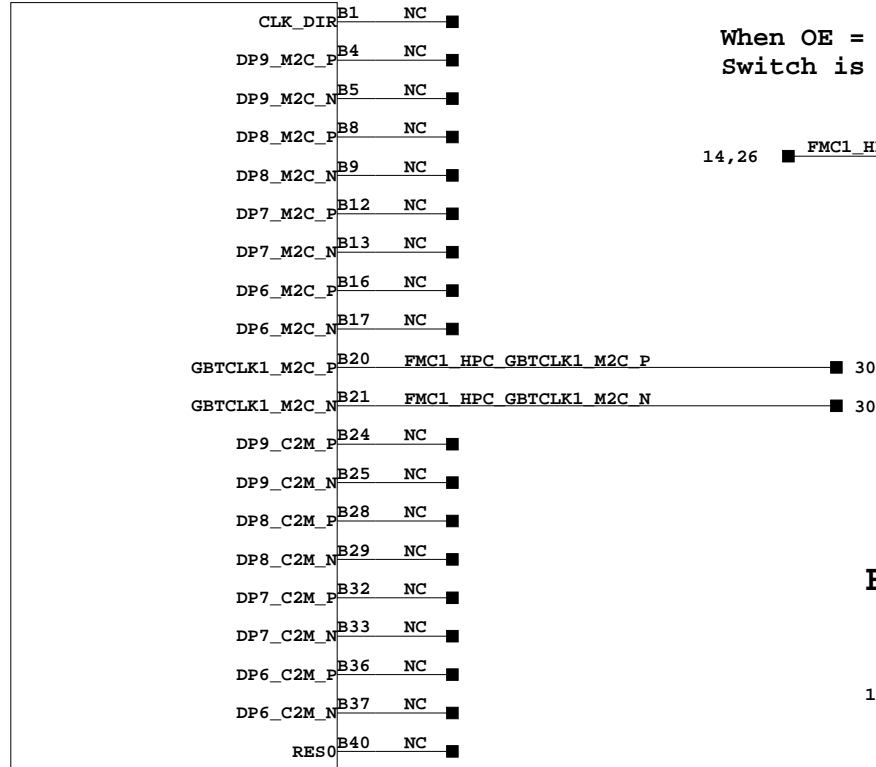 CLK_DIR B1 NC
When OE =
DP9_M2C_P B4 NC
Switch is
DP9_M2C_N B5 NC
DP8_M2C_P B8 NC
14,26 FMC1_H
DP8_M2C_N B9 NC
DP7_M2C_P B12 NC
DP7_M2C_N B13 NC
DP6_M2C_P B16 NC
DP6_M2C_N B17 NC
GBTCLK1_M2C_P B20 FMC1_HPC_GBTCLK1_M2C_P 30
GBTCLK1_M2C_N B21 FMC1_HPC_GBTCLK1_M2C_N 30
DP9_C2M_P B24 NC
DP9_C2M_N B25 NC
DP8_C2M_P B28 NC
DP8_C2M_N B29 NC
DP7_C2M_P B32 NC
DP7_C2M_N B33 NC
DP6_C2M_P B36 NC
1
DP6_C2M_N B37 NC
RES0 B40 NC